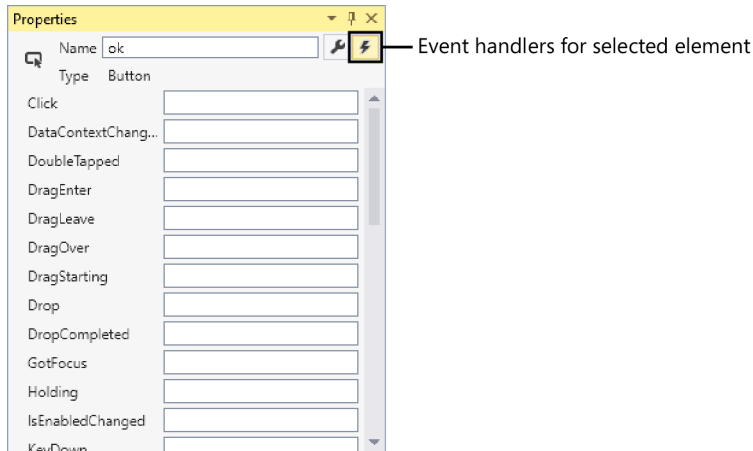 Properties
Name ok
Event handlers for selected element
Type Button
Click
DataContextChang...
DoubleTapped
DragEnter
DragLeave
DragOver
DragStarting
Drop
DropCompleted
GotFocus
Holding
IsEnabledChanged
KeyDown